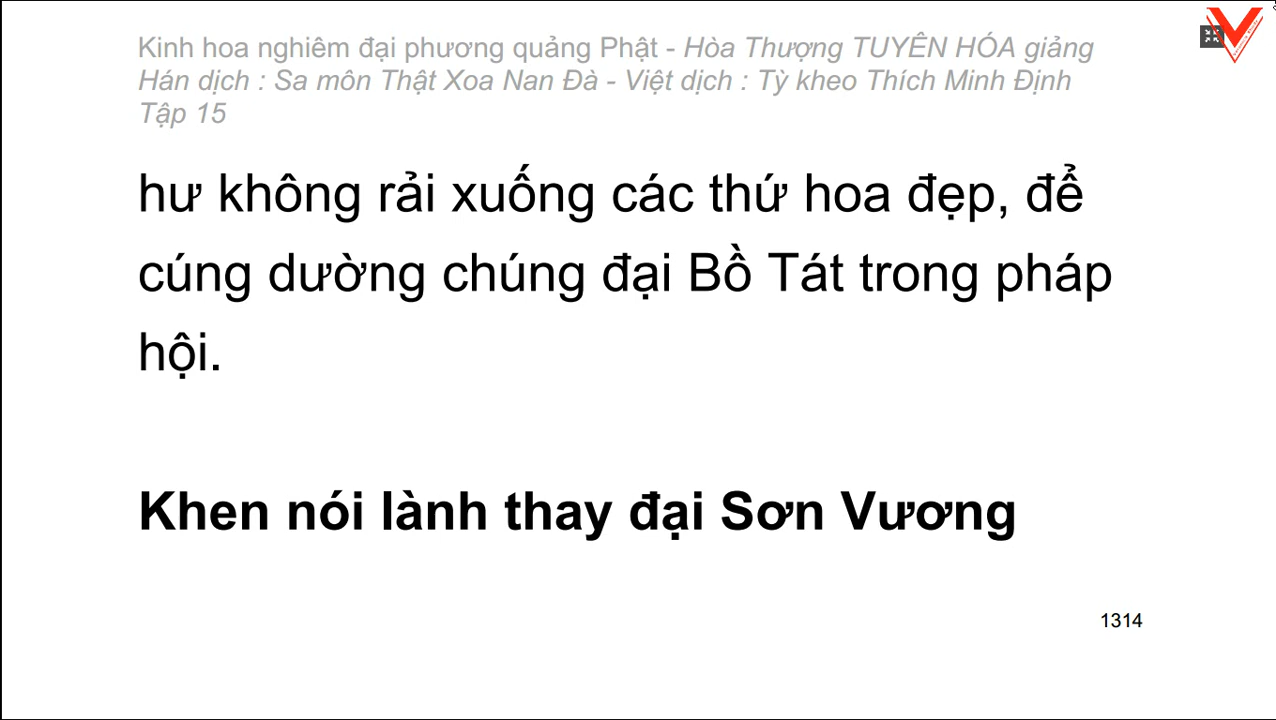 Kinh hoa nghiêm đại phương quảng Phật - Hòa Thượng TUYÊN HÓA giảng
Hán dịch : Sa môn Thật Xoa Nan Đà - Việt dịch : Tỳ kheo Thích Minh Định
Tập 15
hư không rải xuống các thứ hoa đẹp, để
cúng dường chúng đại Bồ Tát trong pháp
hội.
Khen nói lành thay đại Sơn Vương
1314